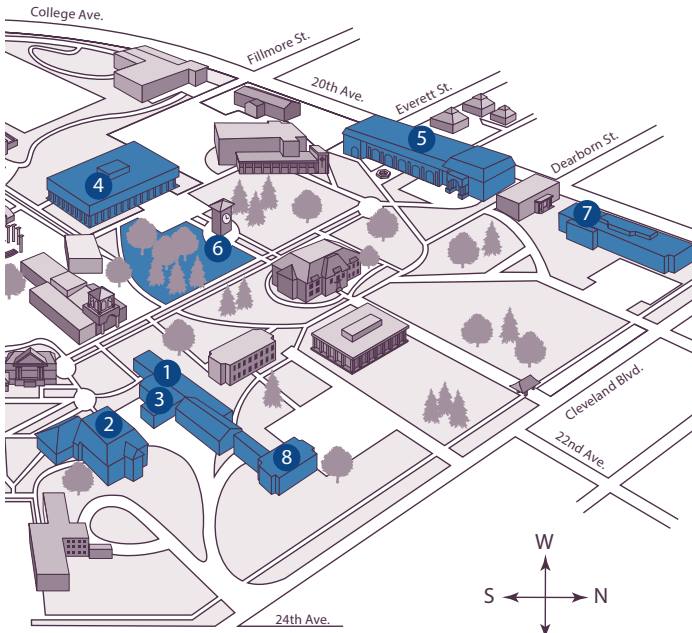 College Ave.
Fillmore St.
20th Ave.
Everett St.
Dearborn St.
5
4
7
6
1
3
2
8
Cleveland Blvd.
22nd Ave.
W
S
N
24th Ave.